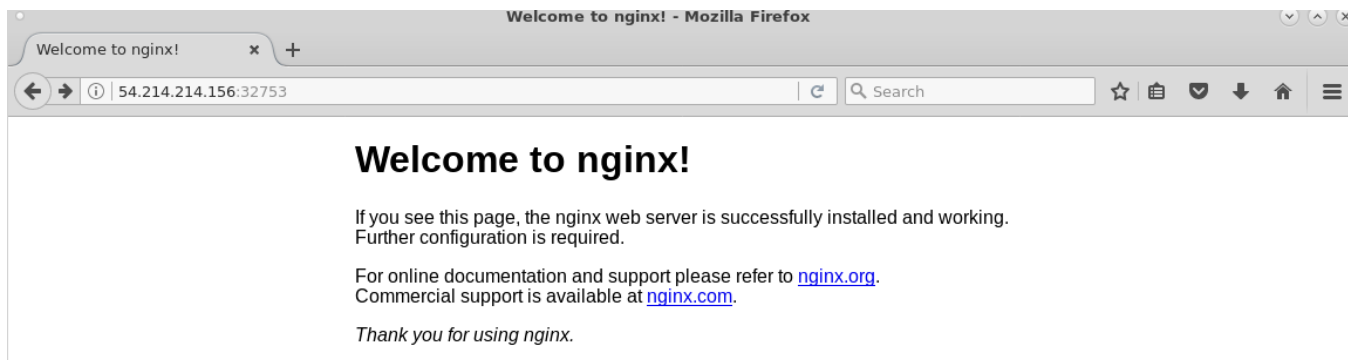 Welcome to nginx! - Mozilla Firefox
Welcome to nginx!
54.214.214.156:32753
Search
Welcome to nginx!
If you see this page, the nginx web server is successfully installed and working.
Further configuration is required.
For online documentation and support please refer to nginx.org.
Commercial support is available at nginx.com.
Thank you for using nginx.